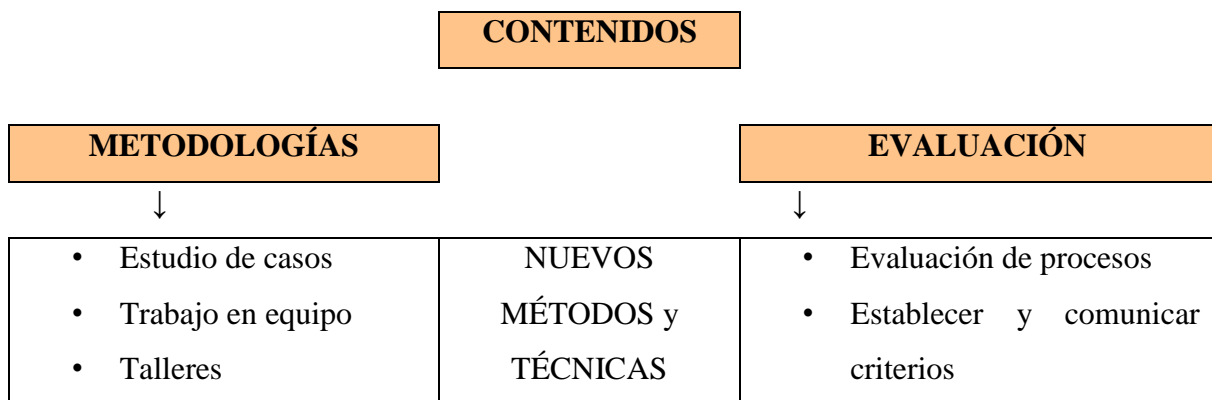 CONTENIDOS
METODOLOGÍAS
EVALUACIÓN
↓
↓
• Estudio de casos
• Trabajo en equipo
• Talleres
NUEVOS
MÉTODOS y
TÉCNICAS
• Evaluación de procesos
• Establecer y comunicar
criterios